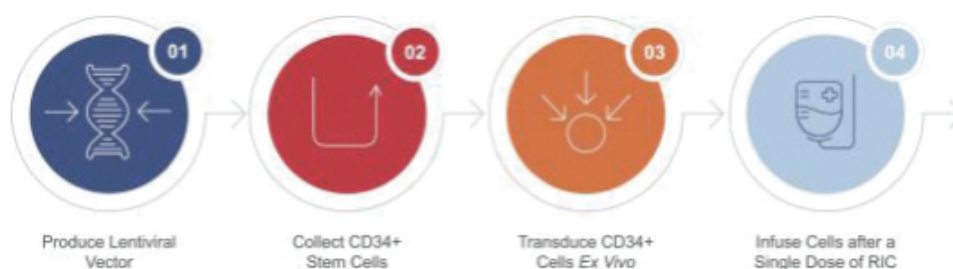 01
02
03
04
Produce Lentiviral
Vector
Collect CD34+
Stem Cells
Transduce CD34+
Cells Ex Vivo
Infuse Cells after a
Single Dose of RIC